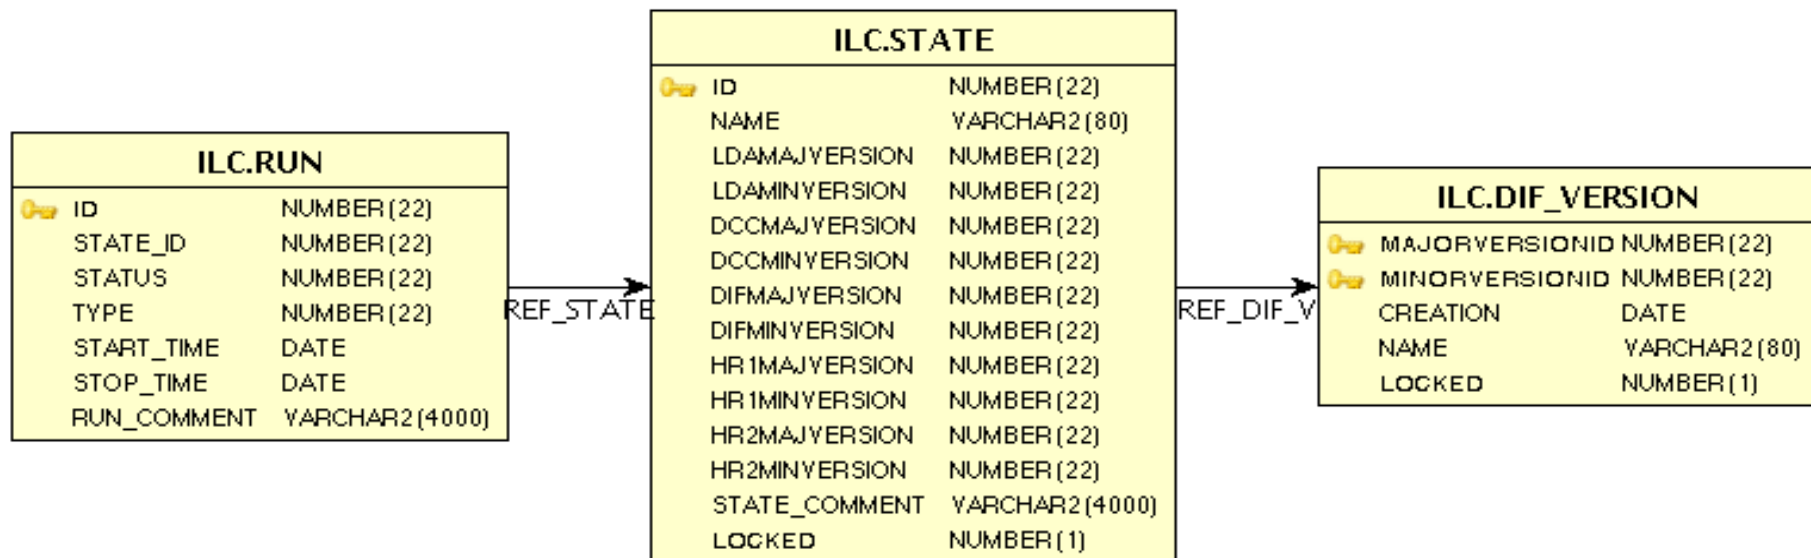 ILC.RUN
ID NUMBER(22)
STATE_ID NUMBER(22)
STATUS NUMBER(22)
TYPE NUMBER(22)
START_TIME DATE
STOP_TIME DATE
RUN_COMMENT VARCHAR2(4000)
REF_STATE
ILC.STATE
ID NUMBER(22)
NAME VARCHAR2(80)
LDAMAJVERSION NUMBER(22)
LDAMINVERSION NUMBER(22)
DCCMAJVERSION NUMBER(22)
DCCMINVERSION NUMBER(22)
DIFMAJVERSION NUMBER(22)
DIFMINVERSION NUMBER(22)
HR1MAJVERSION NUMBER(22)
HR1MINVERSION NUMBER(22)
HR2MAJVERSION NUMBER(22)
HR2MINVERSION NUMBER(22)
STATE_COMMENT VARCHAR2(4000)
LOCKED NUMBER(1)
REF_DIF_V
ILC.DIF_VERSION
MAJORVERSIONID NUMBER(22)
MINORVERSIONID NUMBER(22)
CREATION DATE
NAME VARCHAR2(80)
LOCKED NUMBER(1)